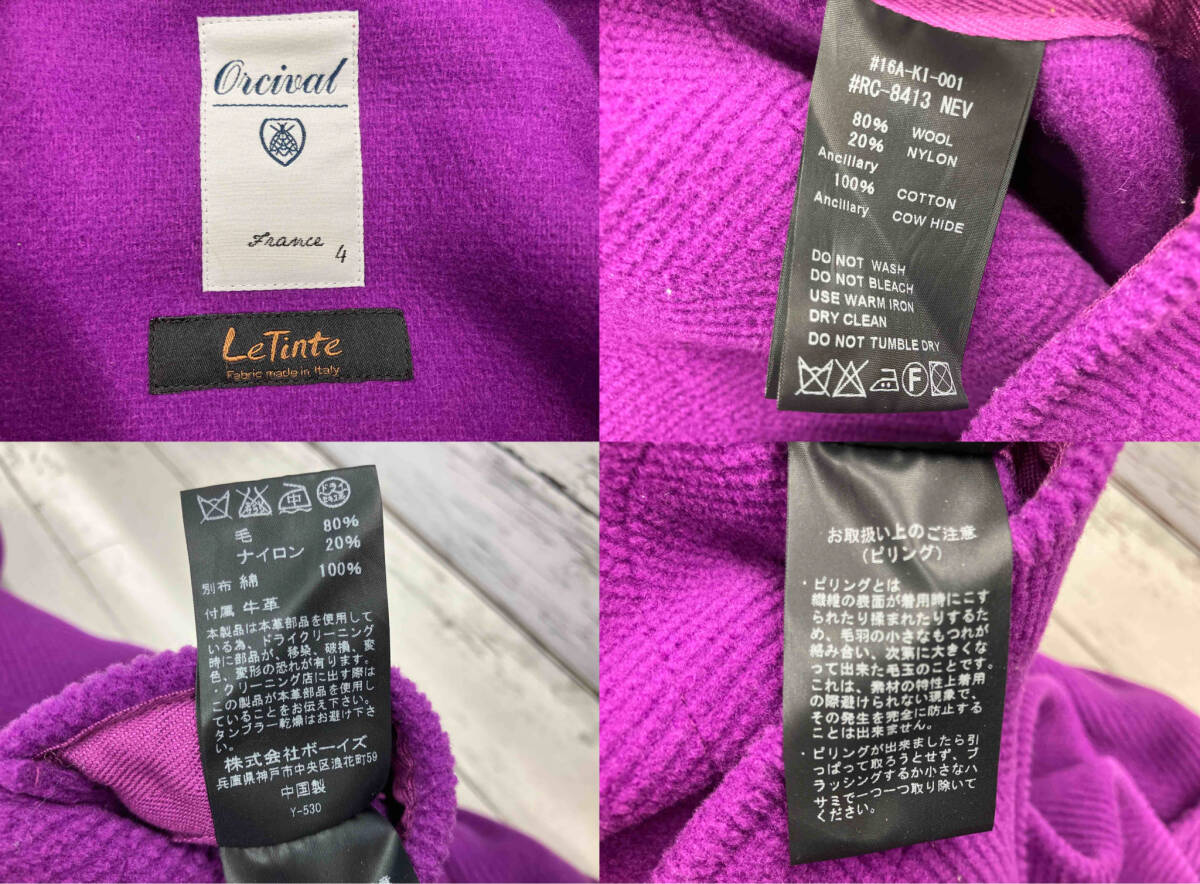 Orcival
France
4
LeTinte
Fabric made in Italy
#16A-KI-001
#RC-8413 NEV
80% WOOL
20% NYLON
Ancillary
100% COTTON
Ancillary COW HIDE
DO NOT WASH
DO NOT BLEACH
USE WARM IRON
DRY CLEAN
DO NOT TUMBLE DRY
F
中 ドライ セキユ系
毛 80%
ナイロン 20%
別布 綿 100%
付属 牛革
本製品は本革部品を使用して
いる為、ドライクリーニング
時に部品が、移染、破損、変
色、変形の恐れが有ります。
・クリーニング店に出す際は
この製品が本革部品を使用し
ていることをお伝え下さい。
タンブラー乾燥はお避け下さ
い。
株式会社ボーイズ
兵庫県神戸市中央区浪花町59
中国製
Y-530
お取扱い上のご注意
(ピリング)
・ピリングとは
繊維の表面が着用時にこす
られたり揉まれたりするた
め、毛羽の小さなもつれが
絡み合い、次第に大きくな
って出来た毛玉のことです。
これは、素材の特性上着用
の際避けられない現象で、
その発生を完全に防止する
ことは出来ません。
・ピリングが出来ましたら引
っぱって取ろうとせず、ブ
ラッシングするか小さなハ
サミで一つ一つ取り除いて
ください。